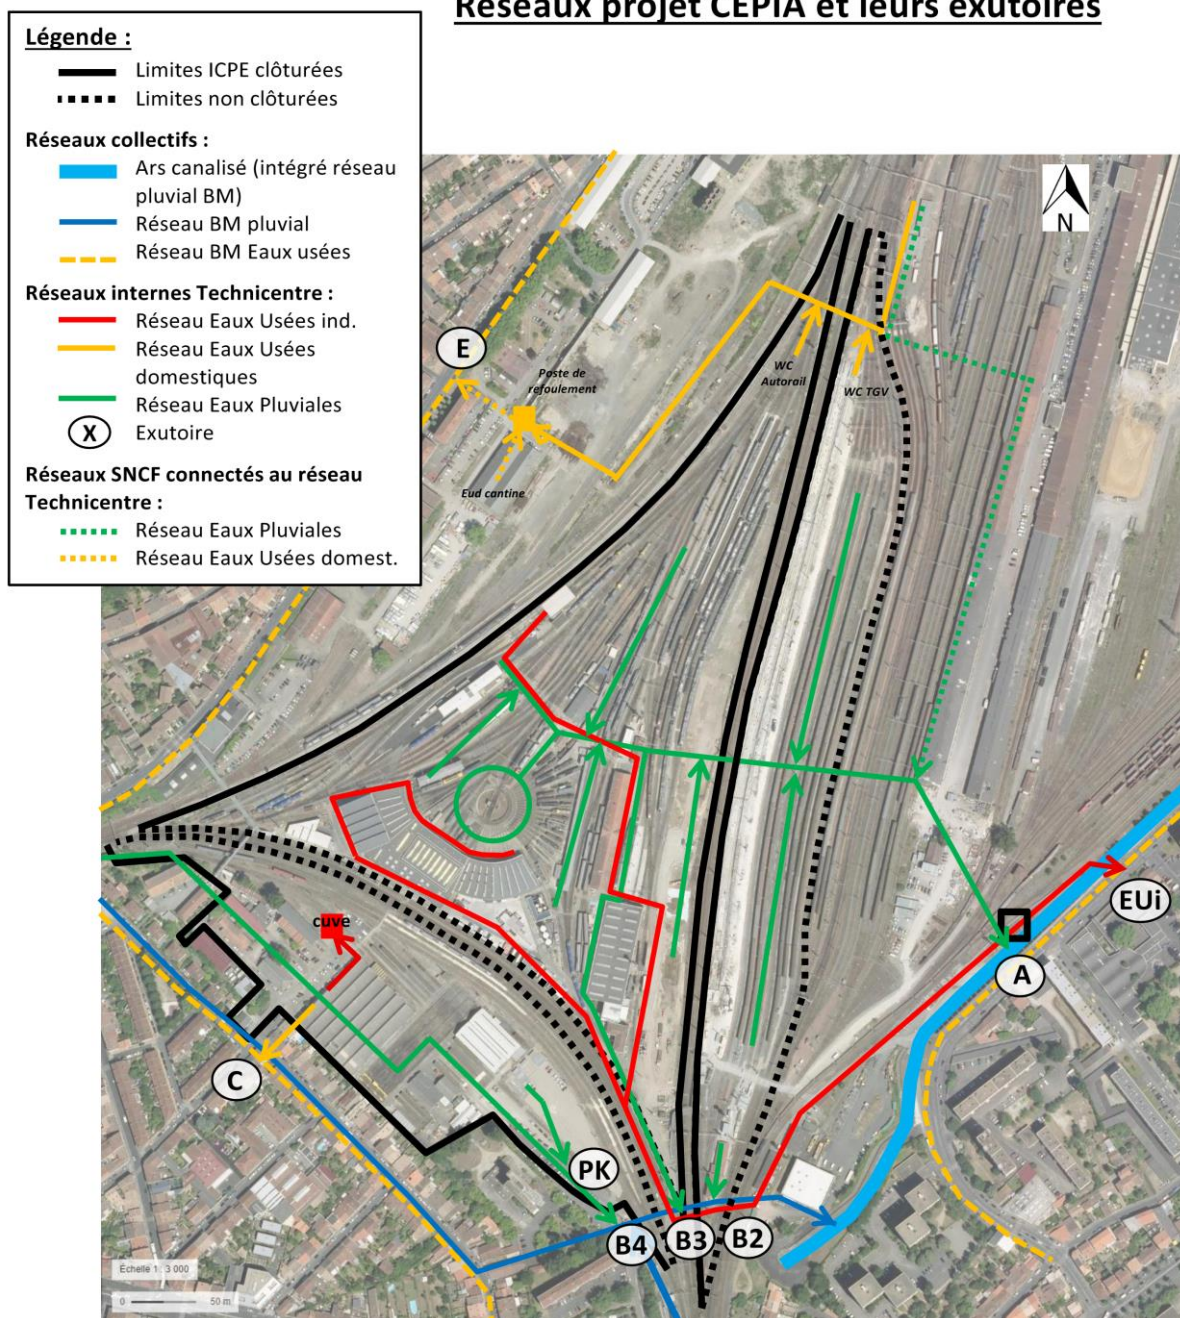 Réseaux projet CEPIA et leurs exutoires
Légende :
Limites ICPE clôturées
Limites non clôturées
Réseaux collectifs :
Ars canalisé (intégré réseau
pluvial BM)
Réseau BM pluvial
Réseau BM Eaux usées
Réseaux internes Technicentre :
Réseau Eaux Usées ind.
Réseau Eaux Usées
domestiques
Réseau Eaux Pluviales
X Exutoire
Réseaux SNCF connectés au réseau
Technicentre :
Réseau Eaux Pluviales
Réseau Eaux Usées domest.
N
E
Poste de
refoulement
WC
Autorail
WC TGV
Eud cantine
cuve
EUi
A
C
PK
B4
B3
B2
Échelle 1 : 3 000
0 50 m